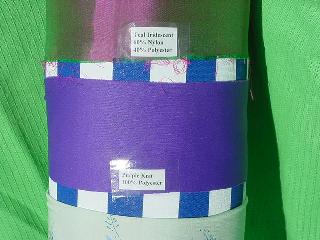 Teal Iridescent
60% Nylon
40% Polyester
Purple Knit
100% Polyester